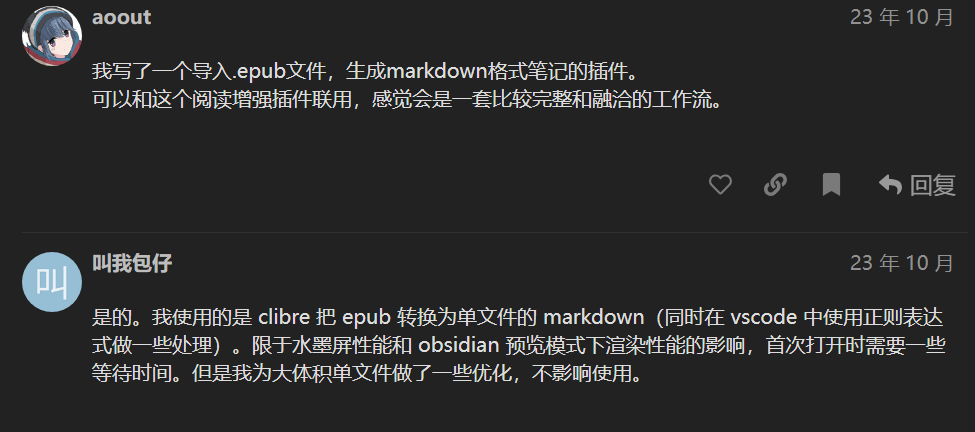 aoout
23 年 10 月
我写了一个导入.epub文件，生成markdown格式笔记的插件。
可以和这个阅读增强插件联用，感觉会是一套比较完整和融洽的工作流。
回复
叫
叫我包仔
23 年 10 月
是的。我使用的是 clibre 把 epub 转换为单文件的 markdown（同时在 vscode 中使用正则表达
式做一些处理）。限于水墨屏性能和 obsidian 预览模式下渲染性能的影响，首次打开时需要一些
等待时间。但是我为大体积单文件做了一些优化，不影响使用。